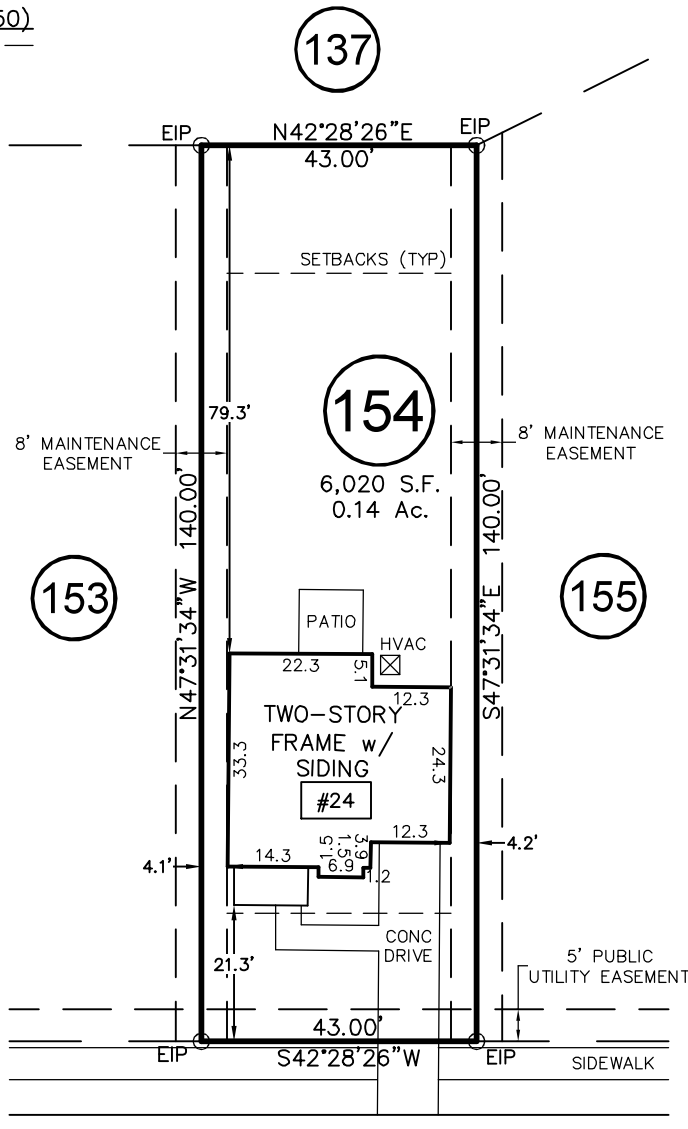 50)
137
EIP
N42°28'26"E
EIP
43.00'
SETBACKS (TYP)
79.3'
154
8' MAINTENANCE
EASEMENT
8' MAINTENANCE
EASEMENT
6,020 S.F.
0.14 Ac.
N47°31'34"W 140.00'
S47°31'34"E 140.00'
153
155
PATIO
HVAC
22.3
5.1
12.3
TWO-STORY
FRAME w/
SIDING
#24
33.3
24.3
12.3
3.9
1.5
1.5
14.3
6.9
1.2
4.1'
4.2'
CONC
DRIVE
21.3'
5' PUBLIC
UTILITY EASEMENT
43.00'
EIP
S42°28'26"W
EIP
SIDEWALK